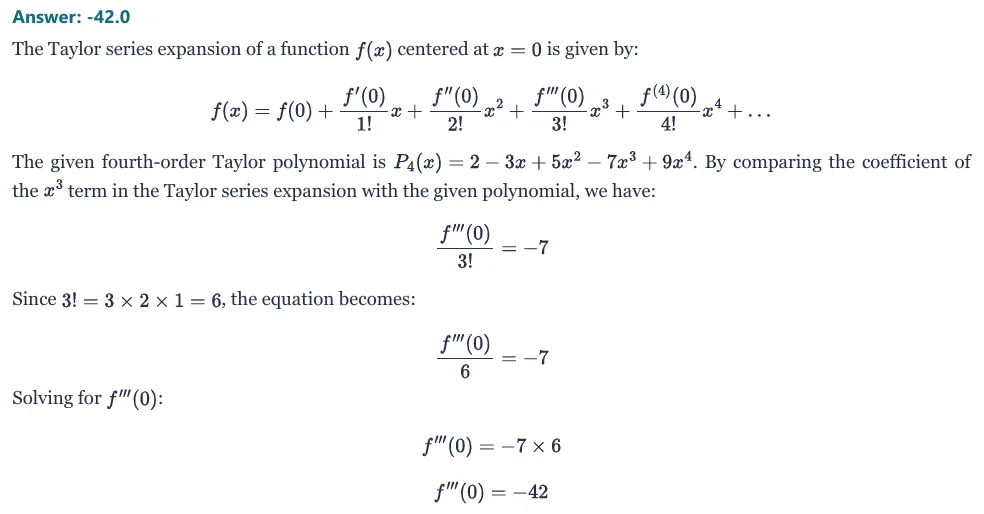 Answer: -42.0
The Taylor series expansion of a function f(x) centered at x = 0 is given by:
f(x) = f(0) + f′(0)/1! x + f″(0)/2! x² + f‴(0)/3! x³ + f⁽⁴⁾(0)/4! x⁴ + ...
The given fourth-order Taylor polynomial is P₄(x) = 2 − 3x + 5x² − 7x³ + 9x⁴. By comparing the coefficient of
the x³ term in the Taylor series expansion with the given polynomial, we have:
f‴(0)/3! = −7
Since 3! = 3 × 2 × 1 = 6, the equation becomes:
f‴(0)/6 = −7
Solving for f‴(0):
f‴(0) = −7 × 6
f‴(0) = −42